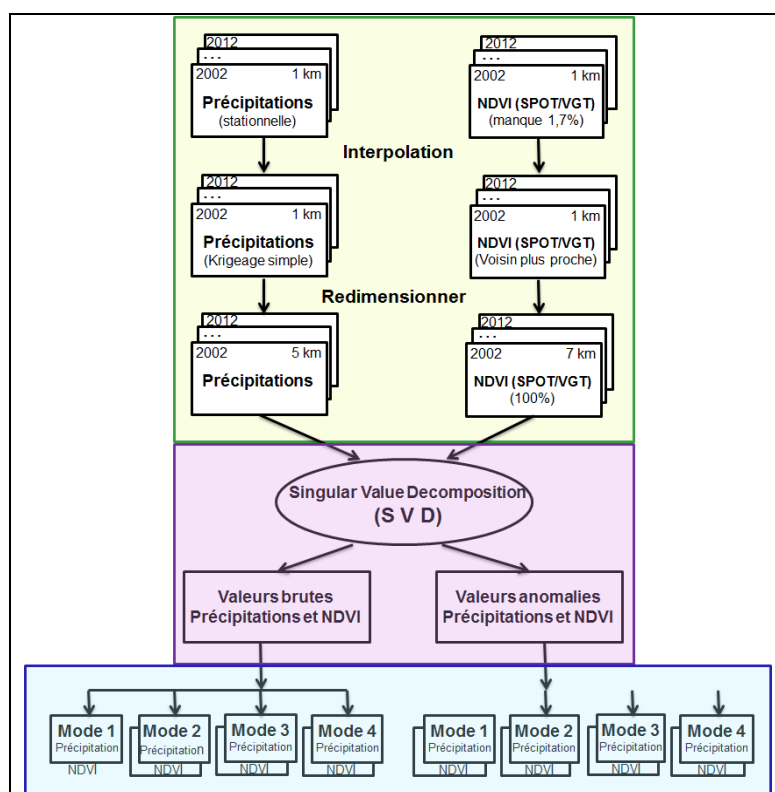 2012
...
2002 1 km
Précipitations
(stationnelle)
2012
...
2002 1 km
NDVI (SPOT/VGT)
(manque 1,7%)
Interpolation
2012
...
2002 1 km
Précipitations
(Krigeage simple)
2012
...
2002 1 km
NDVI (SPOT/VGT)
(Voisin plus proche)
Redimensionner
2012
...
2002 5 km
Précipitations
2012
...
2002 7 km
NDVI (SPOT/VGT)
(100%)
Singular Value Decomposition
(S V D)
Valeurs brutes
Précipitations et NDVI
Valeurs anomalies
Précipitations et NDVI
Mode 1
Précipitation
NDVI
Mode 2
Précipitation
NDVI
Mode 3
Précipitation
NDVI
Mode 4
Précipitation
NDVI
Mode 1
Précipitation
NDVI
Mode 2
Précipitation
NDVI
Mode 3
Précipitation
NDVI
Mode 4
Précipitation
NDVI